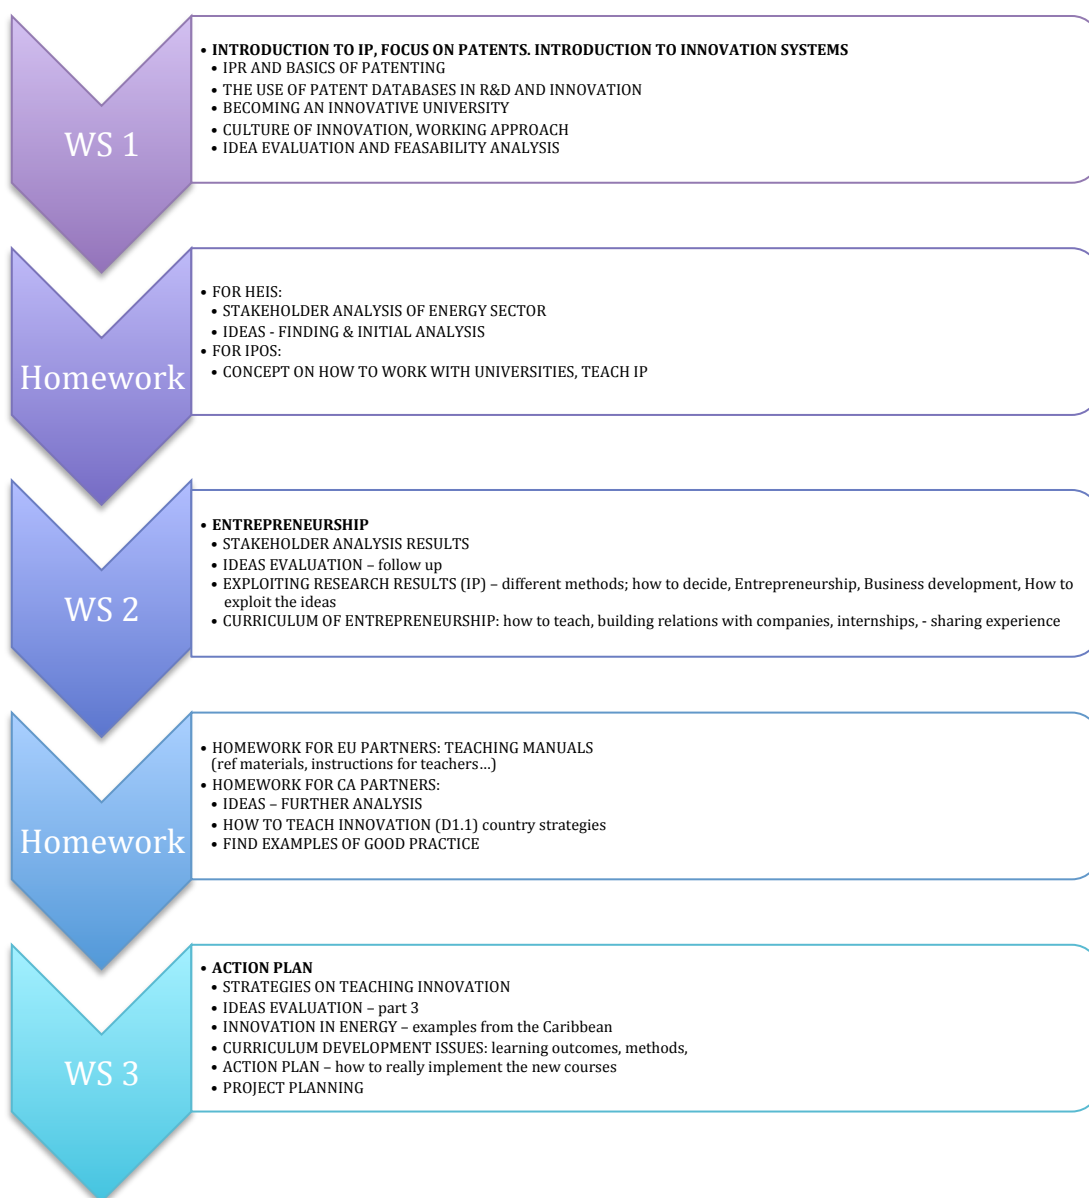 WS 1
• INTRODUCTION TO IP, FOCUS ON PATENTS. INTRODUCTION TO INNOVATION SYSTEMS
• IPR AND BASICS OF PATENTING
• THE USE OF PATENT DATABASES IN R&D AND INNOVATION
• BECOMING AN INNOVATIVE UNIVERSITY
• CULTURE OF INNOVATION, WORKING APPROACH
• IDEA EVALUATION AND FEASABILITY ANALYSIS
Homework
• FOR HEIS:
• STAKEHOLDER ANALYSIS OF ENERGY SECTOR
• IDEAS - FINDING & INITIAL ANALYSIS
• FOR IPOS:
• CONCEPT ON HOW TO WORK WITH UNIVERSITIES, TEACH IP
WS 2
• ENTREPRENEURSHIP
• STAKEHOLDER ANALYSIS RESULTS
• IDEAS EVALUATION – follow up
• EXPLOITING RESEARCH RESULTS (IP) – different methods; how to decide, Entrepreneurship, Business development, How to
exploit the ideas
• CURRICULUM OF ENTREPRENEURSHIP: how to teach, building relations with companies, internships, - sharing experience
Homework
• HOMEWORK FOR EU PARTNERS: TEACHING MANUALS
(ref materials, instructions for teachers…)
• HOMEWORK FOR CA PARTNERS:
• IDEAS – FURTHER ANALYSIS
• HOW TO TEACH INNOVATION (D1.1) country strategies
• FIND EXAMPLES OF GOOD PRACTICE
WS 3
• ACTION PLAN
• STRATEGIES ON TEACHING INNOVATION
• IDEAS EVALUATION – part 3
• INNOVATION IN ENERGY – examples from the Caribbean
• CURRICULUM DEVELOPMENT ISSUES: learning outcomes, methods,
• ACTION PLAN – how to really implement the new courses
• PROJECT PLANNING